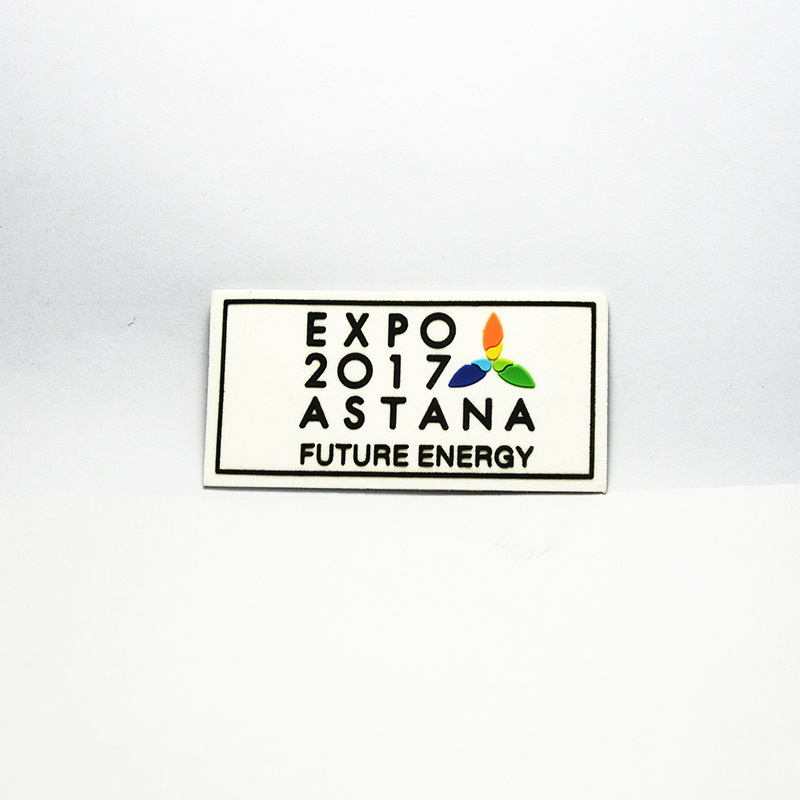 EXPO
2017
ASTANA
FUTURE ENERGY